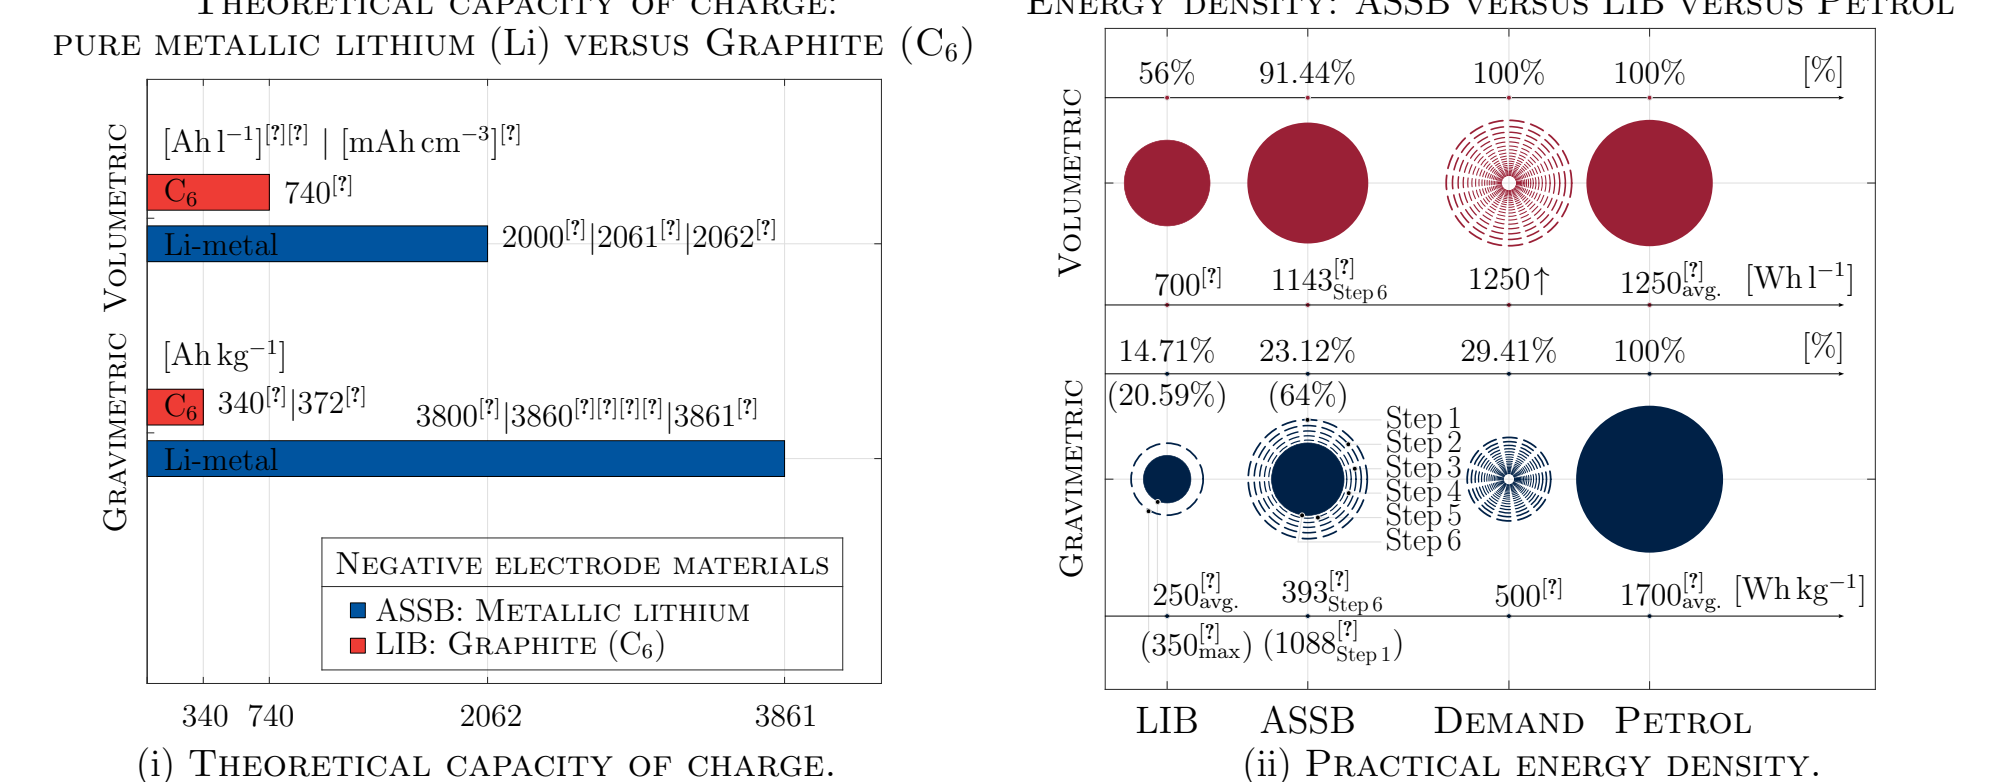 Theoretical capacity of charge:
pure metallic lithium (Li) versus Graphite (C₆)
Volumetric
[Ah l⁻¹][?][?] | [mAh cm⁻³][?]
C₆ 740[?]
Li-metal 2000[?]|2061[?]|2062[?]
Gravimetric
[Ah kg⁻¹]
C₆ 340[?]|372[?]
3800[?]|3860[?][?][?][?]|3861[?]
Li-metal
Negative electrode materials
ASSB: Metallic lithium
LIB: Graphite (C₆)
340 740 2062 3861
(i) Theoretical capacity of charge.
Energy density: ASSB versus LIB versus Petrol
Volumetric
56% 91.44% 100% 100% [%]
700[?] 1143[?]Step 6 1250↑ 1250[?]avg. [Wh l⁻¹]
Gravimetric
14.71% 23.12% 29.41% 100% [%]
(20.59%) (64%)
Step 1
Step 2
Step 3
Step 4
Step 5
Step 6
250[?]avg. 393[?]Step 6 500[?] 1700[?]avg. [Wh kg⁻¹]
(350[?]max) (1088[?]Step 1)
LIB ASSB Demand Petrol
(ii) Practical energy density.